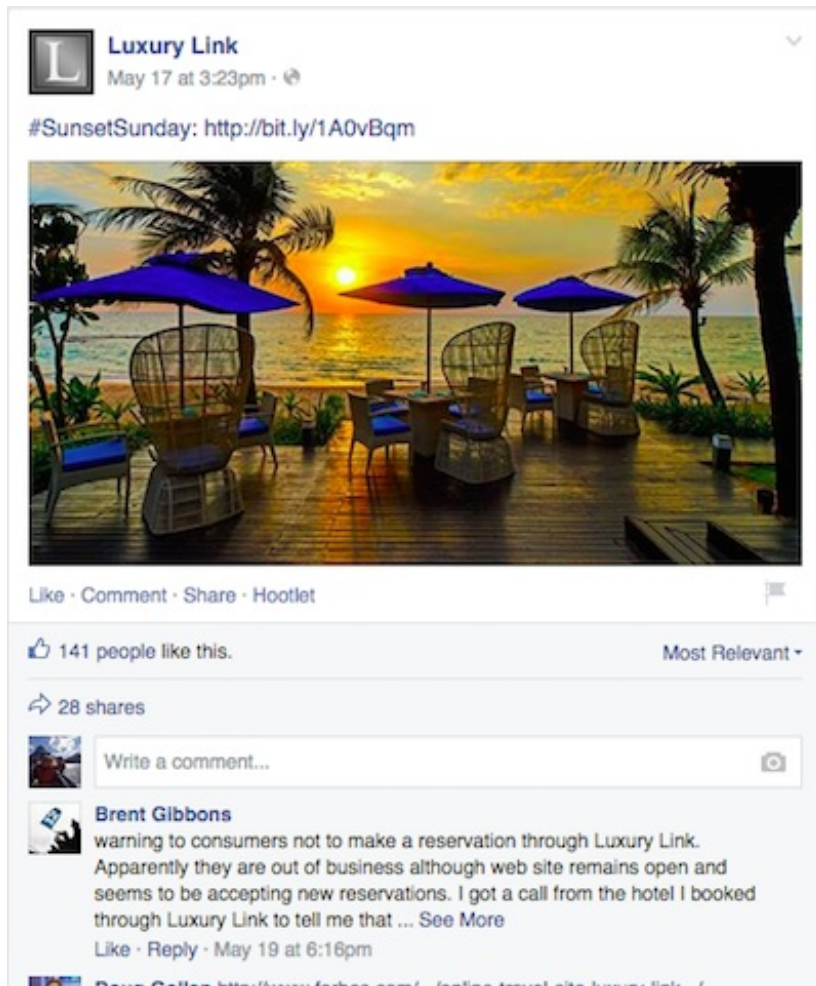 L
Luxury Link
May 17 at 3:23pm ·
#SunsetSunday: http://bit.ly/1A0vBqm
Like · Comment · Share · Hootlet
141 people like this.
Most Relevant
28 shares
Write a comment...
Brent Gibbons
warning to consumers not to make a reservation through Luxury Link.
Apparently they are out of business although web site remains open and
seems to be accepting new reservations. I got a call from the hotel I booked
through Luxury Link to tell me that ... See More
Like · Reply · May 19 at 6:16pm